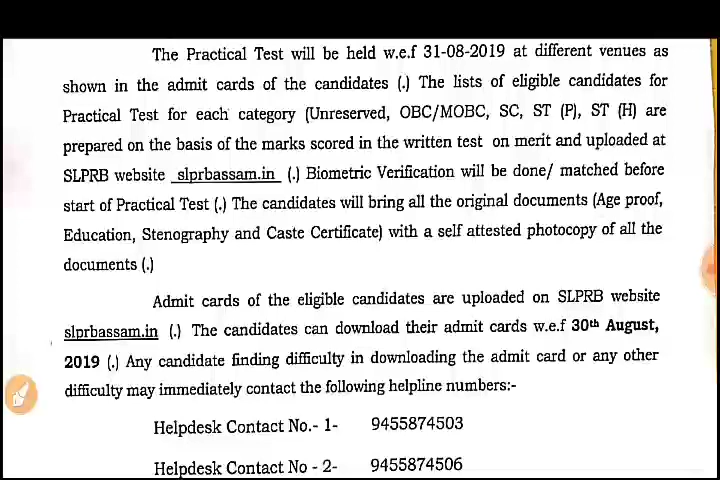 The Practical Test will be held w.e.f 31-08-2019 at different venues as
shown in the admit cards of the candidates (.) The lists of eligible candidates for
Practical Test for each category (Unreserved, OBC/MOBC, SC, ST (P), ST (H) are
prepared on the basis of the marks scored in the written test on merit and uploaded at
SLPRB website slprbassam.in (.) Biometric Verification will be done/ matched before
start of Practical Test (.) The candidates will bring all the original documents (Age proof,
Education, Stenography and Caste Certificate) with a self attested photocopy of all the
documents (.)
Admit cards of the eligible candidates are uploaded on SLPRB website
slprbassam.in (.) The candidates can download their admit cards w.e.f 30th August,
2019 (.) Any candidate finding difficulty in downloading the admit card or any other
difficulty may immediately contact the following helpline numbers:-
Helpdesk Contact No.- 1- 9455874503
Helpdesk Contact No - 2- 9455874506